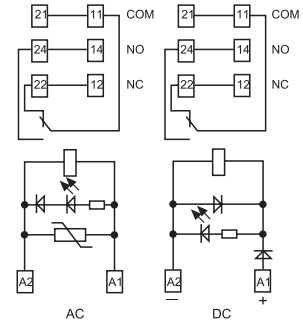 21 11 COM 21 11 COM
24 14 NO 24 14 NO
22 12 NC 22 12 NC
A2 A1 A2 A1
— +
AC DC